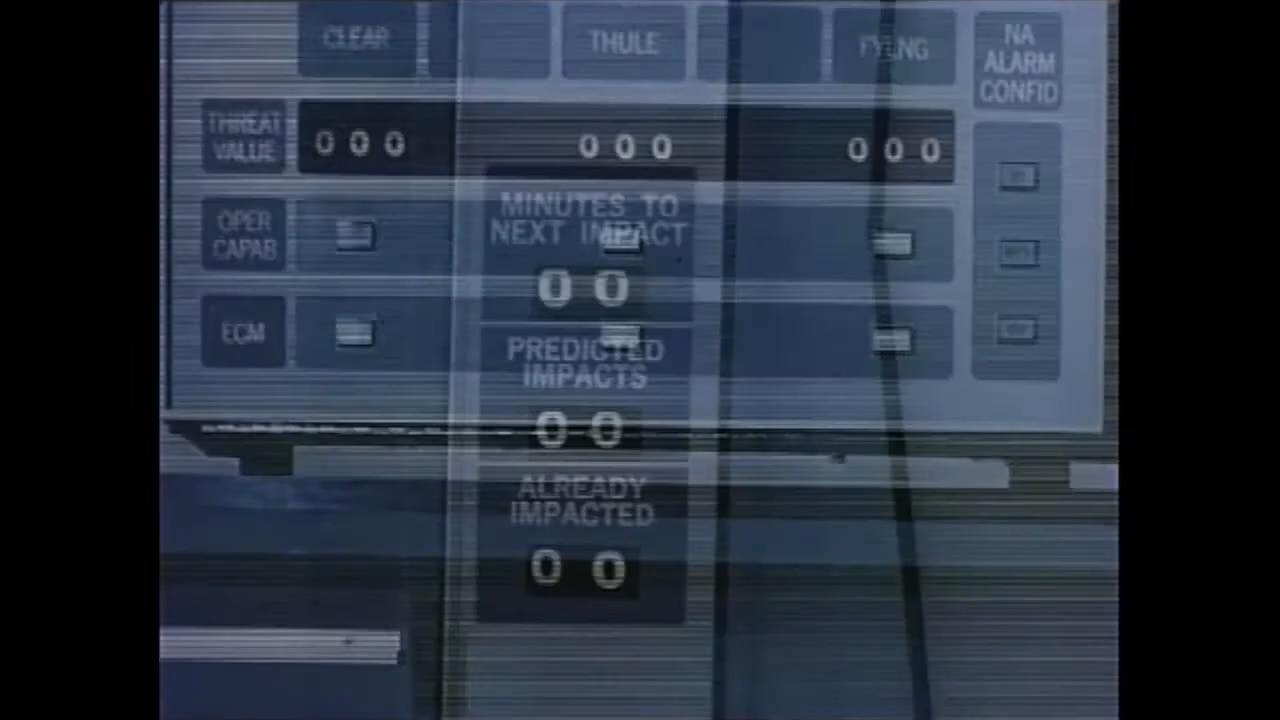 CLEAR THULE FYLNG
NA
ALARM
CONFID
THREAT
VALUE
000 000 000
OPER
CAPAB
ECM
MINUTES TO
NEXT IMPACT
00
PREDICTED
IMPACTS
00
ALREADY
IMPACTED
00